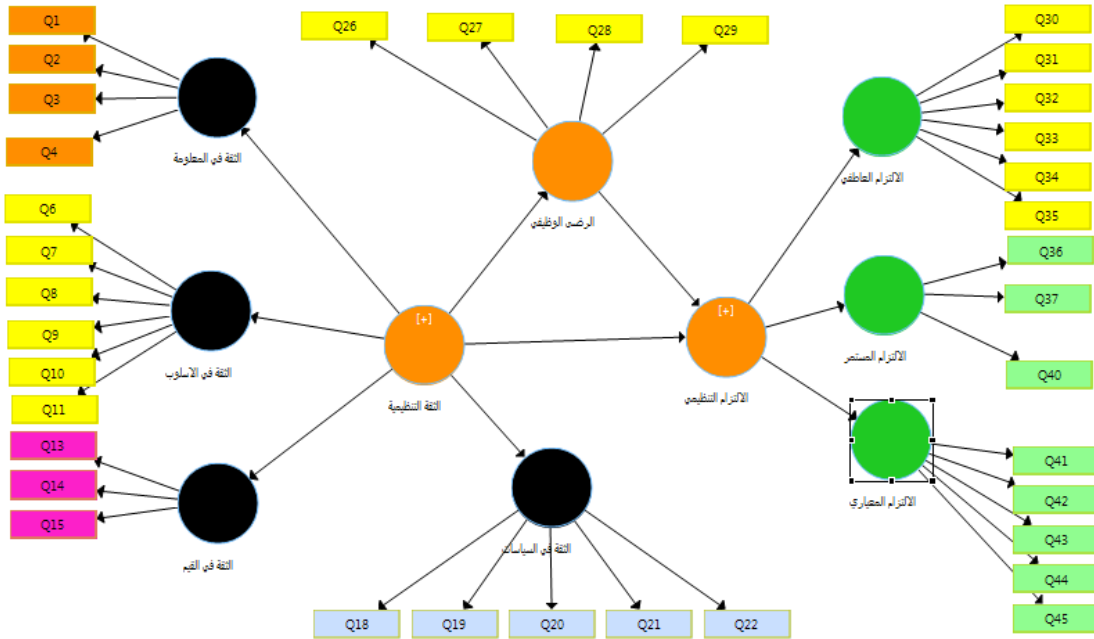 Q1
Q2
Q3
Q4
الثقة في المعلومة
Q26
Q27
Q28
Q29
الرضى الوظيفي
Q30
Q31
Q32
Q33
Q34
Q35
الالتزام العاطفي
Q6
Q7
Q8
Q9
Q10
Q11
الثقة في الاسلوب
[+]
الثقة التنظيمية
[+]
الالتزام التنظيمي
Q36
Q37
Q40
الالتزام المستمر
Q13
Q14
Q15
الثقة في القيم
الثقة في السياسات
Q18
Q19
Q20
Q21
Q22
الالتزام المعياري
Q41
Q42
Q43
Q44
Q45